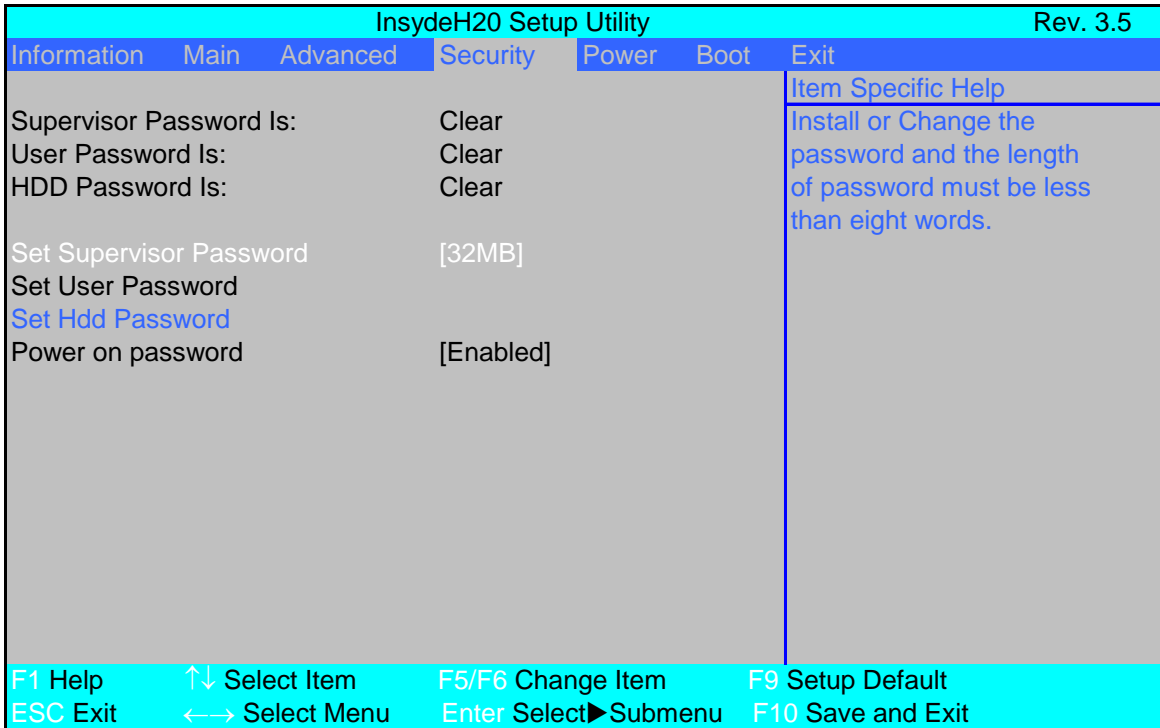 InsydeH20 Setup Utility Rev. 3.5
Information Main Advanced Security Power Boot Exit
Item Specific Help
Supervisor Password Is: Clear Install or Change the
User Password Is: Clear password and the length
HDD Password Is: Clear of password must be less
than eight words.
Set Supervisor Password [32MB]
Set User Password
Set Hdd Password
Power on password [Enabled]
F1 Help ↑↓ Select Item F5/F6 Change Item F9 Setup Default
ESC Exit ←→ Select Menu Enter Select▶Submenu F10 Save and Exit